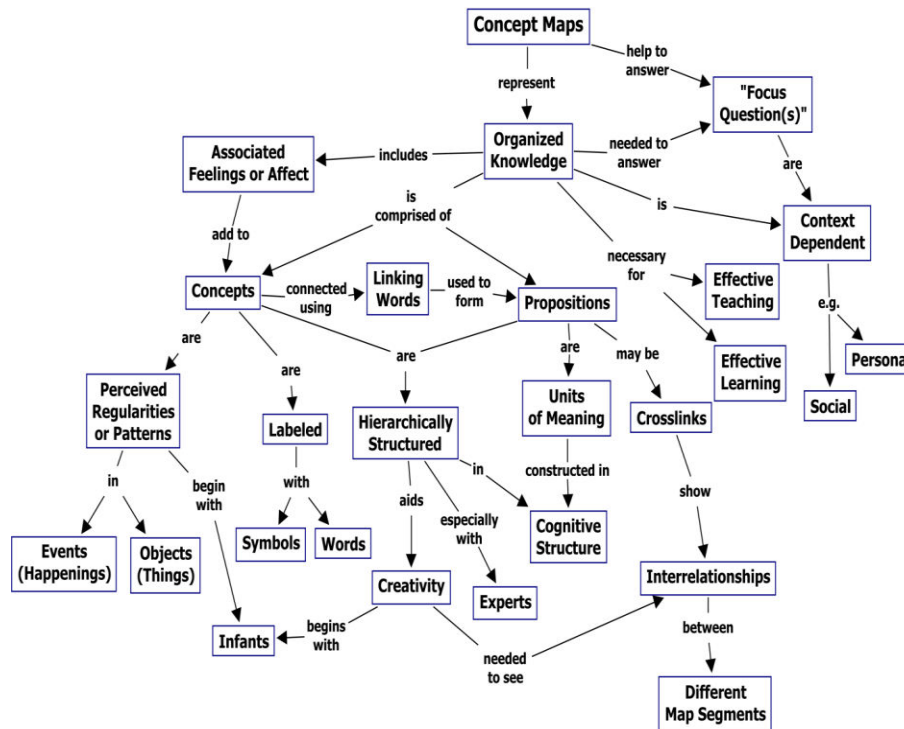 Concept Maps
help to
answer
represent
"Focus
Question(s)"
Organized
Knowledge
needed to
answer
includes
Associated
Feelings or Affect
are
is
comprised of
is
Context
Dependent
add to
necessary
for
Concepts
connected
using
Linking
Words
used to
form
Propositions
Effective
Teaching
e.g.
are
are
are
are
may be
Effective
Learning
Persona
Social
Perceived
Regularities
or Patterns
Labeled
Hierarchically
Structured
Units
of Meaning
Crosslinks
in
begin
with
with
aids
especially
with
in
constructed in
show
Events
(Happenings)
Objects
(Things)
Symbols
Words
Cognitive
Structure
Creativity
Experts
Interrelationships
Infants
begins
with
needed
to see
between
Different
Map Segments